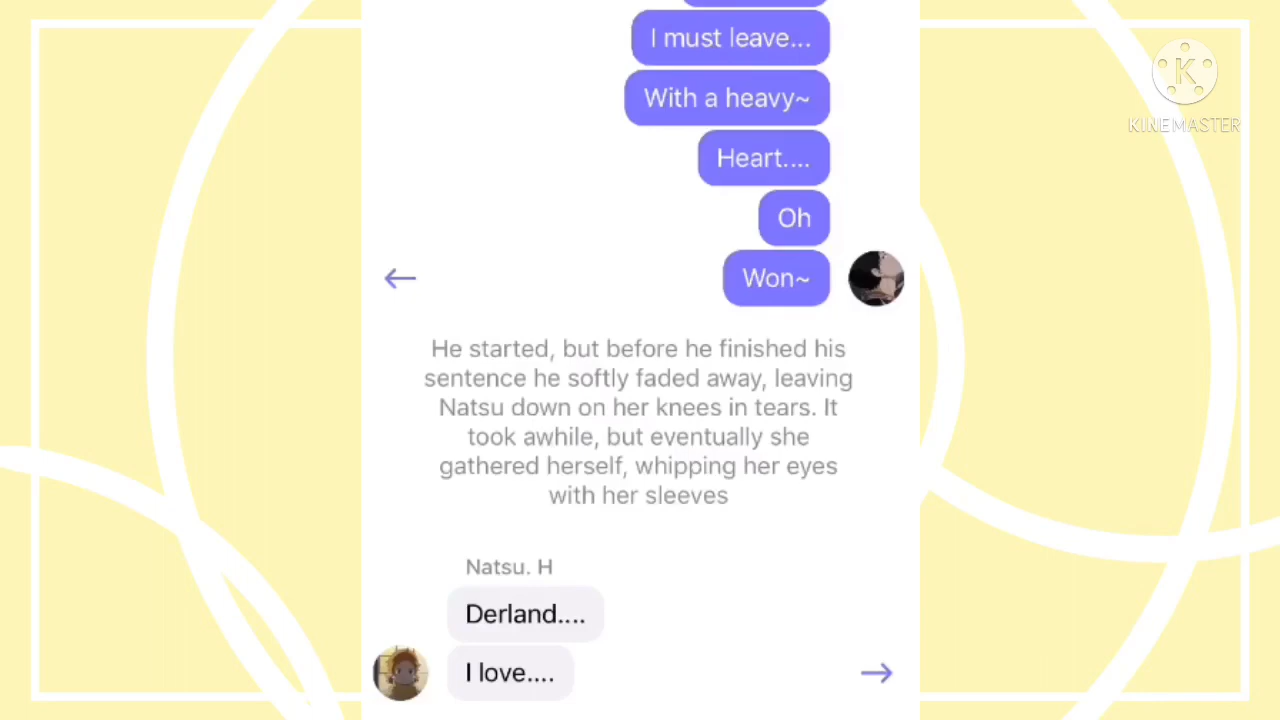 I must leave...
KINEMASTER
With a heavy~
Heart....
Oh
Won~
He started, but before he finished his
sentence he softly faded away, leaving
Natsu down on her knees in tears. It
took awhile, but eventually she
gathered herself, whipping her eyes
with her sleeves
Natsu. H
Derland....
I love....